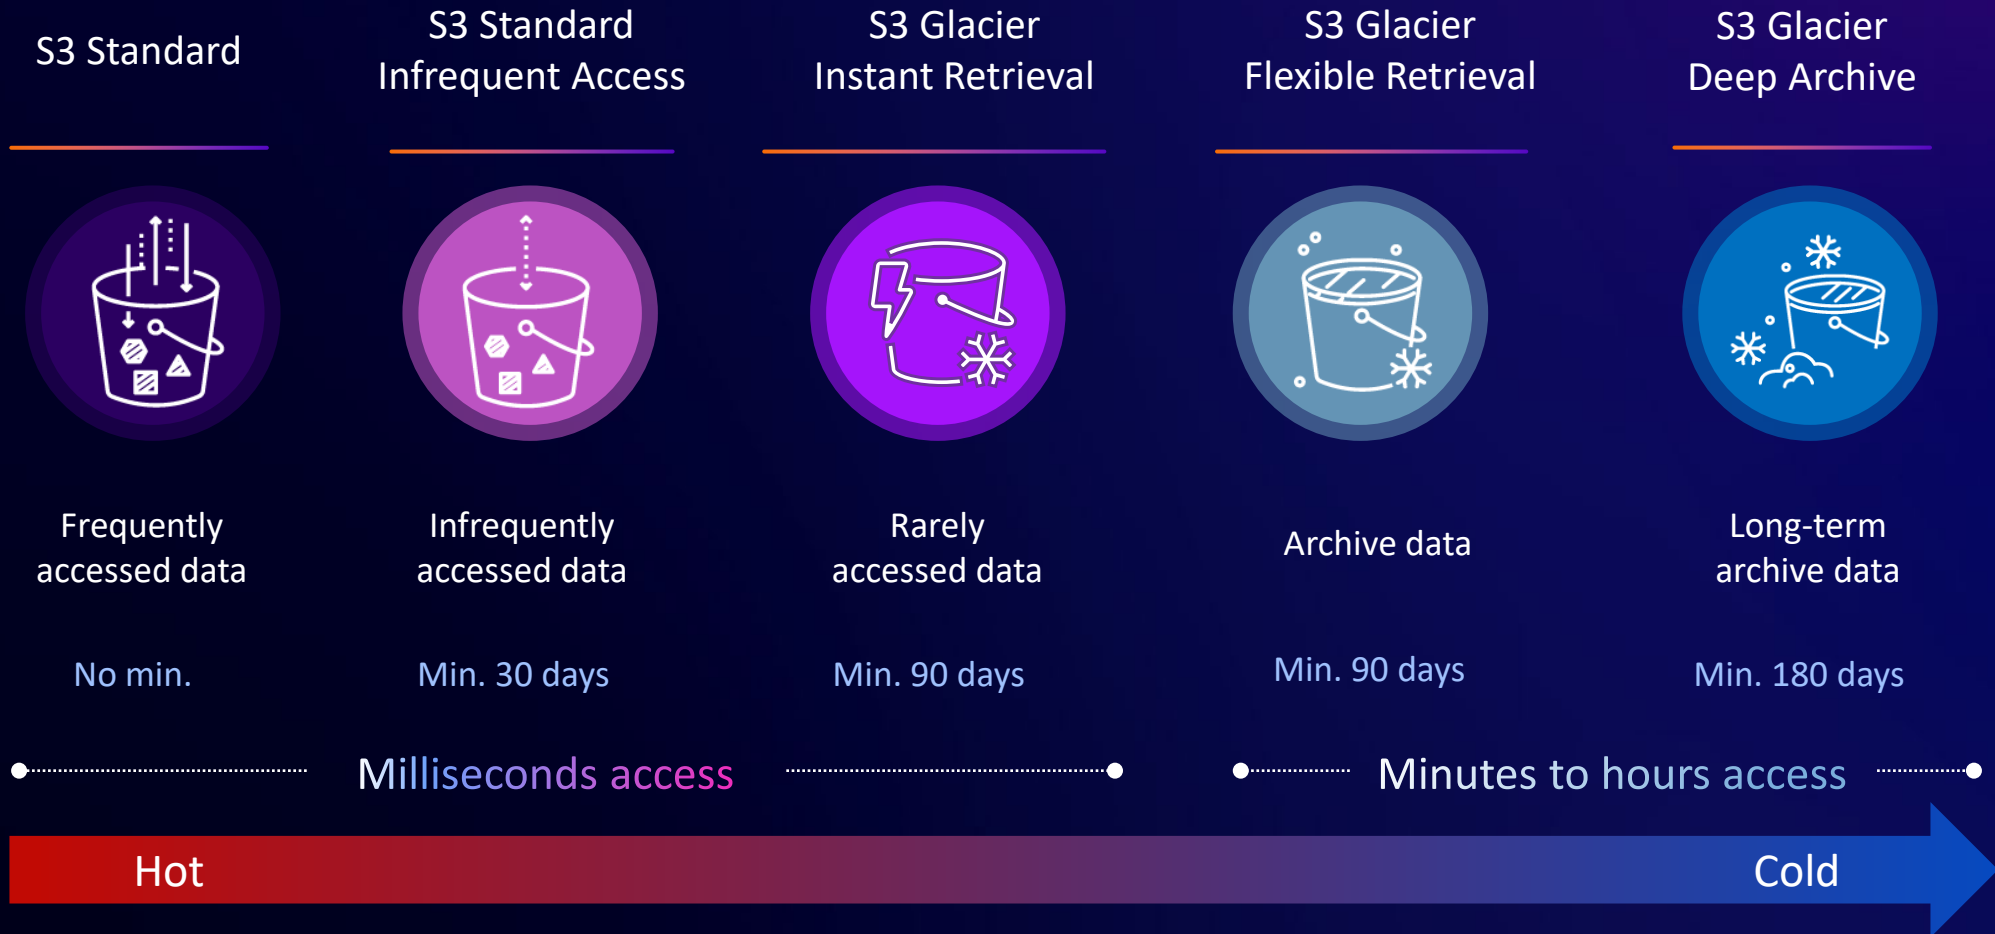 S3 Standard
S3 Standard
Infrequent Access
S3 Glacier
Instant Retrieval
S3 Glacier
Flexible Retrieval
S3 Glacier
Deep Archive
Frequently
accessed data
Infrequently
accessed data
Rarely
accessed data
Archive data
Long-term
archive data
No min.
Min. 30 days
Min. 90 days
Min. 90 days
Min. 180 days
Milliseconds access
Minutes to hours access
Hot
Cold